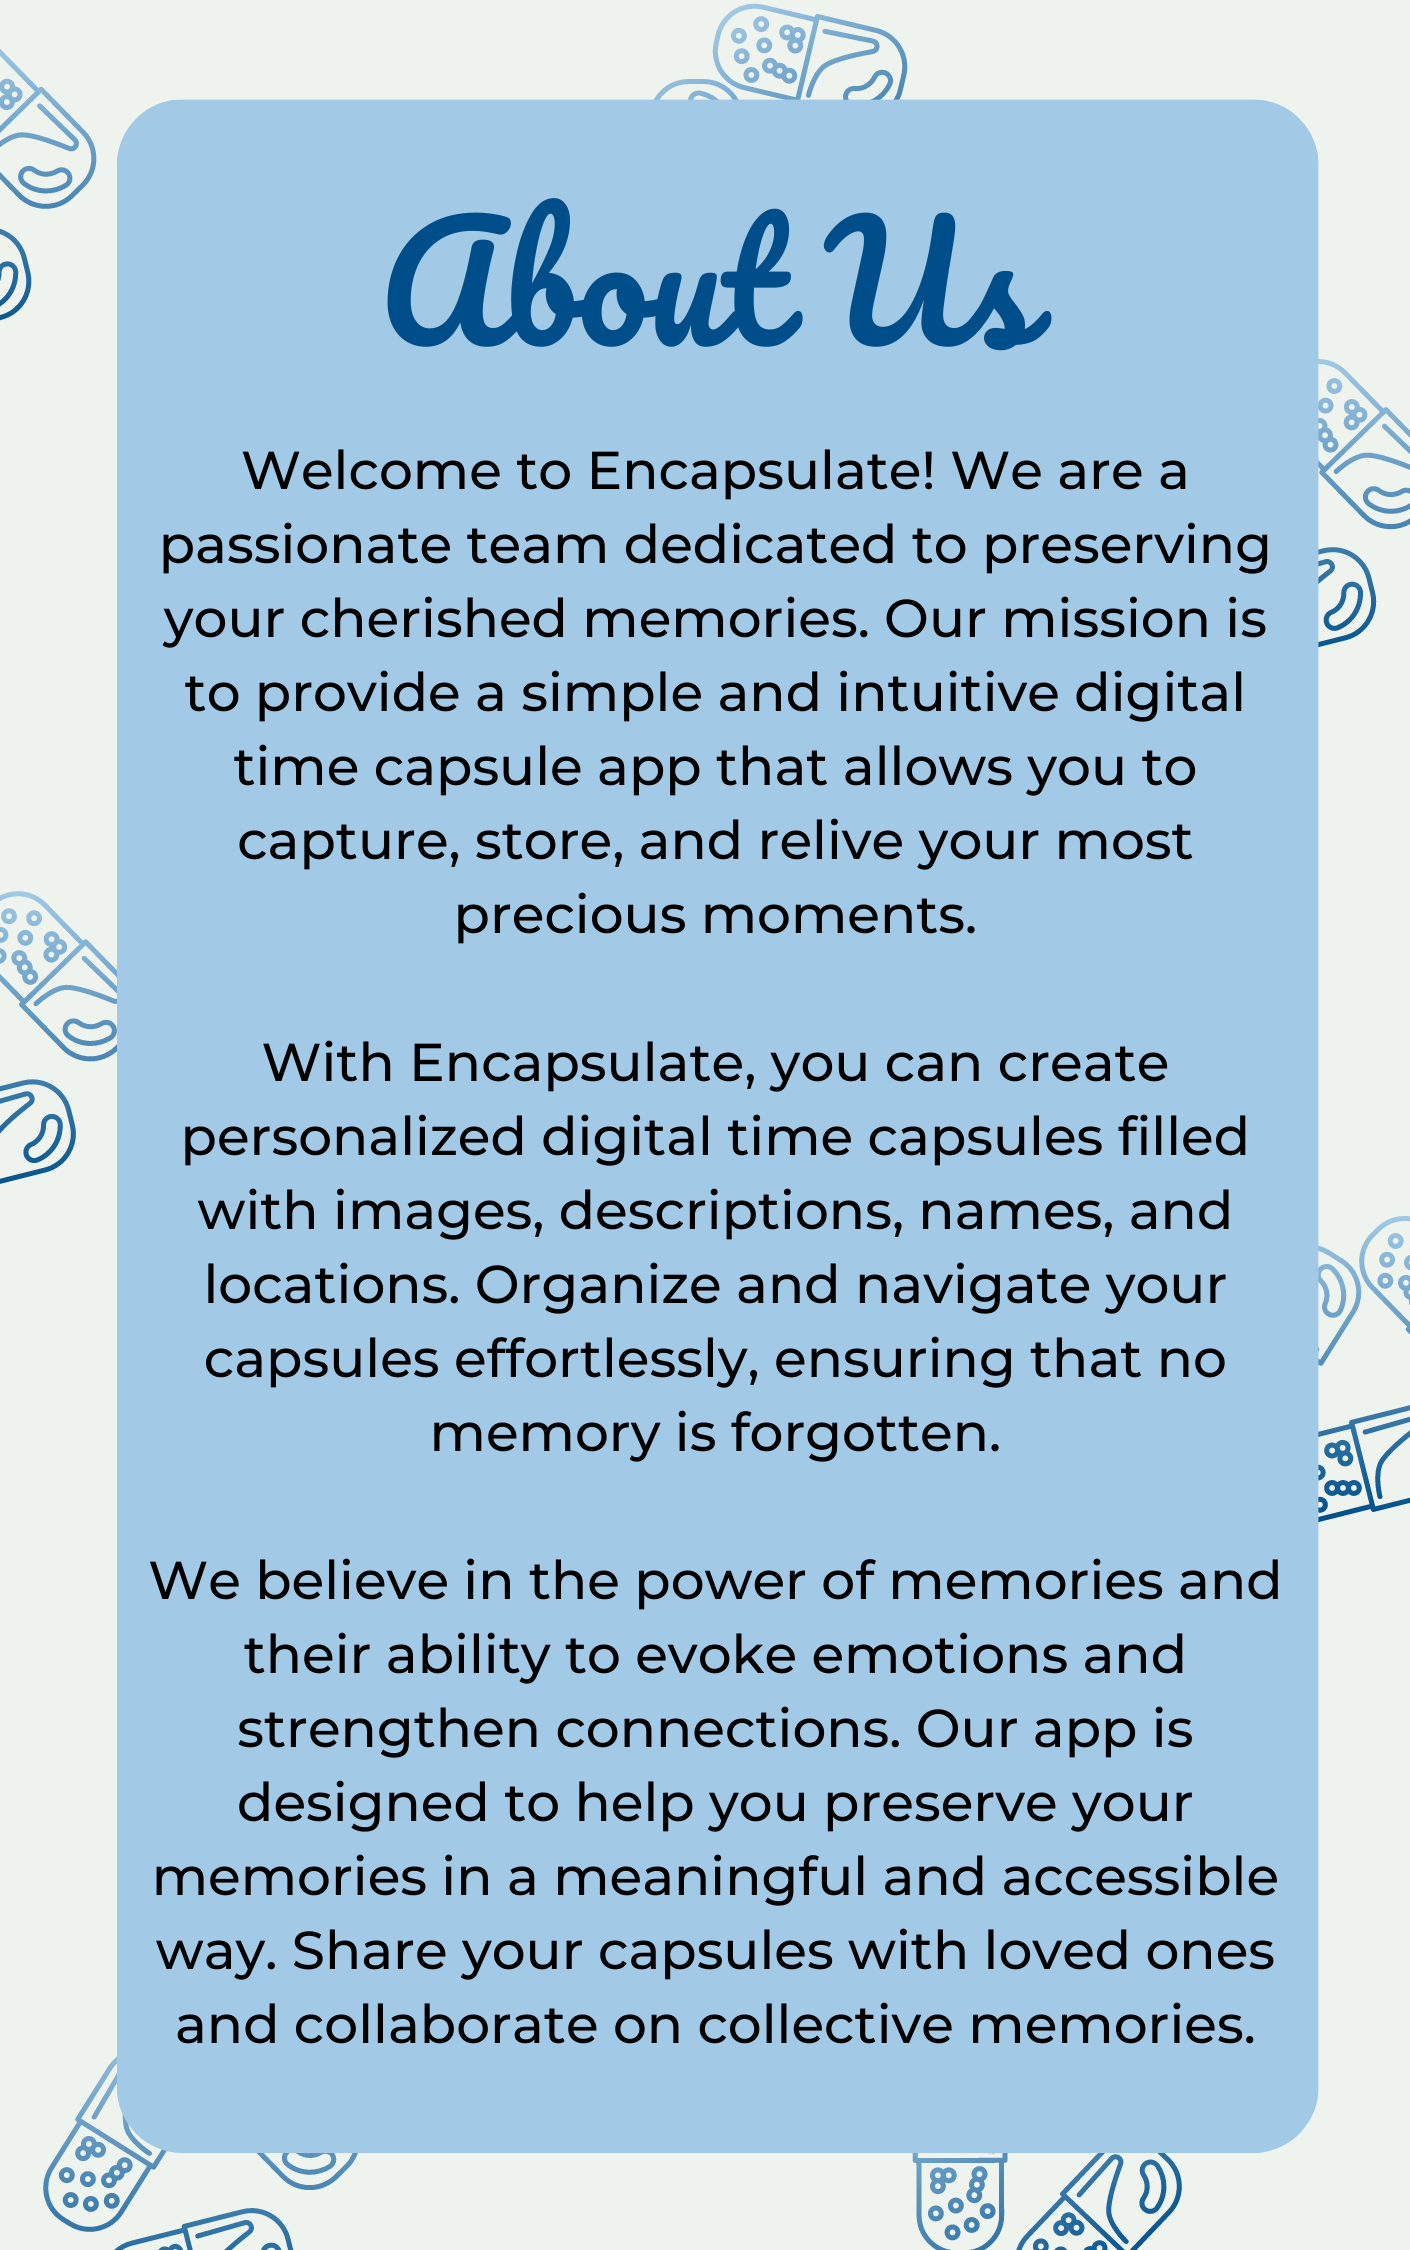 About Us
Welcome to Encapsulate! We are a
passionate team dedicated to preserving
your cherished memories. Our mission is
to provide a simple and intuitive digital
time capsule app that allows you to
capture, store, and relive your most
precious moments.
With Encapsulate, you can create
personalized digital time capsules filled
with images, descriptions, names, and
locations. Organize and navigate your
capsules effortlessly, ensuring that no
memory is forgotten.
We believe in the power of memories and
their ability to evoke emotions and
strengthen connections. Our app is
designed to help you preserve your
memories in a meaningful and accessible
way. Share your capsules with loved ones
and collaborate on collective memories.